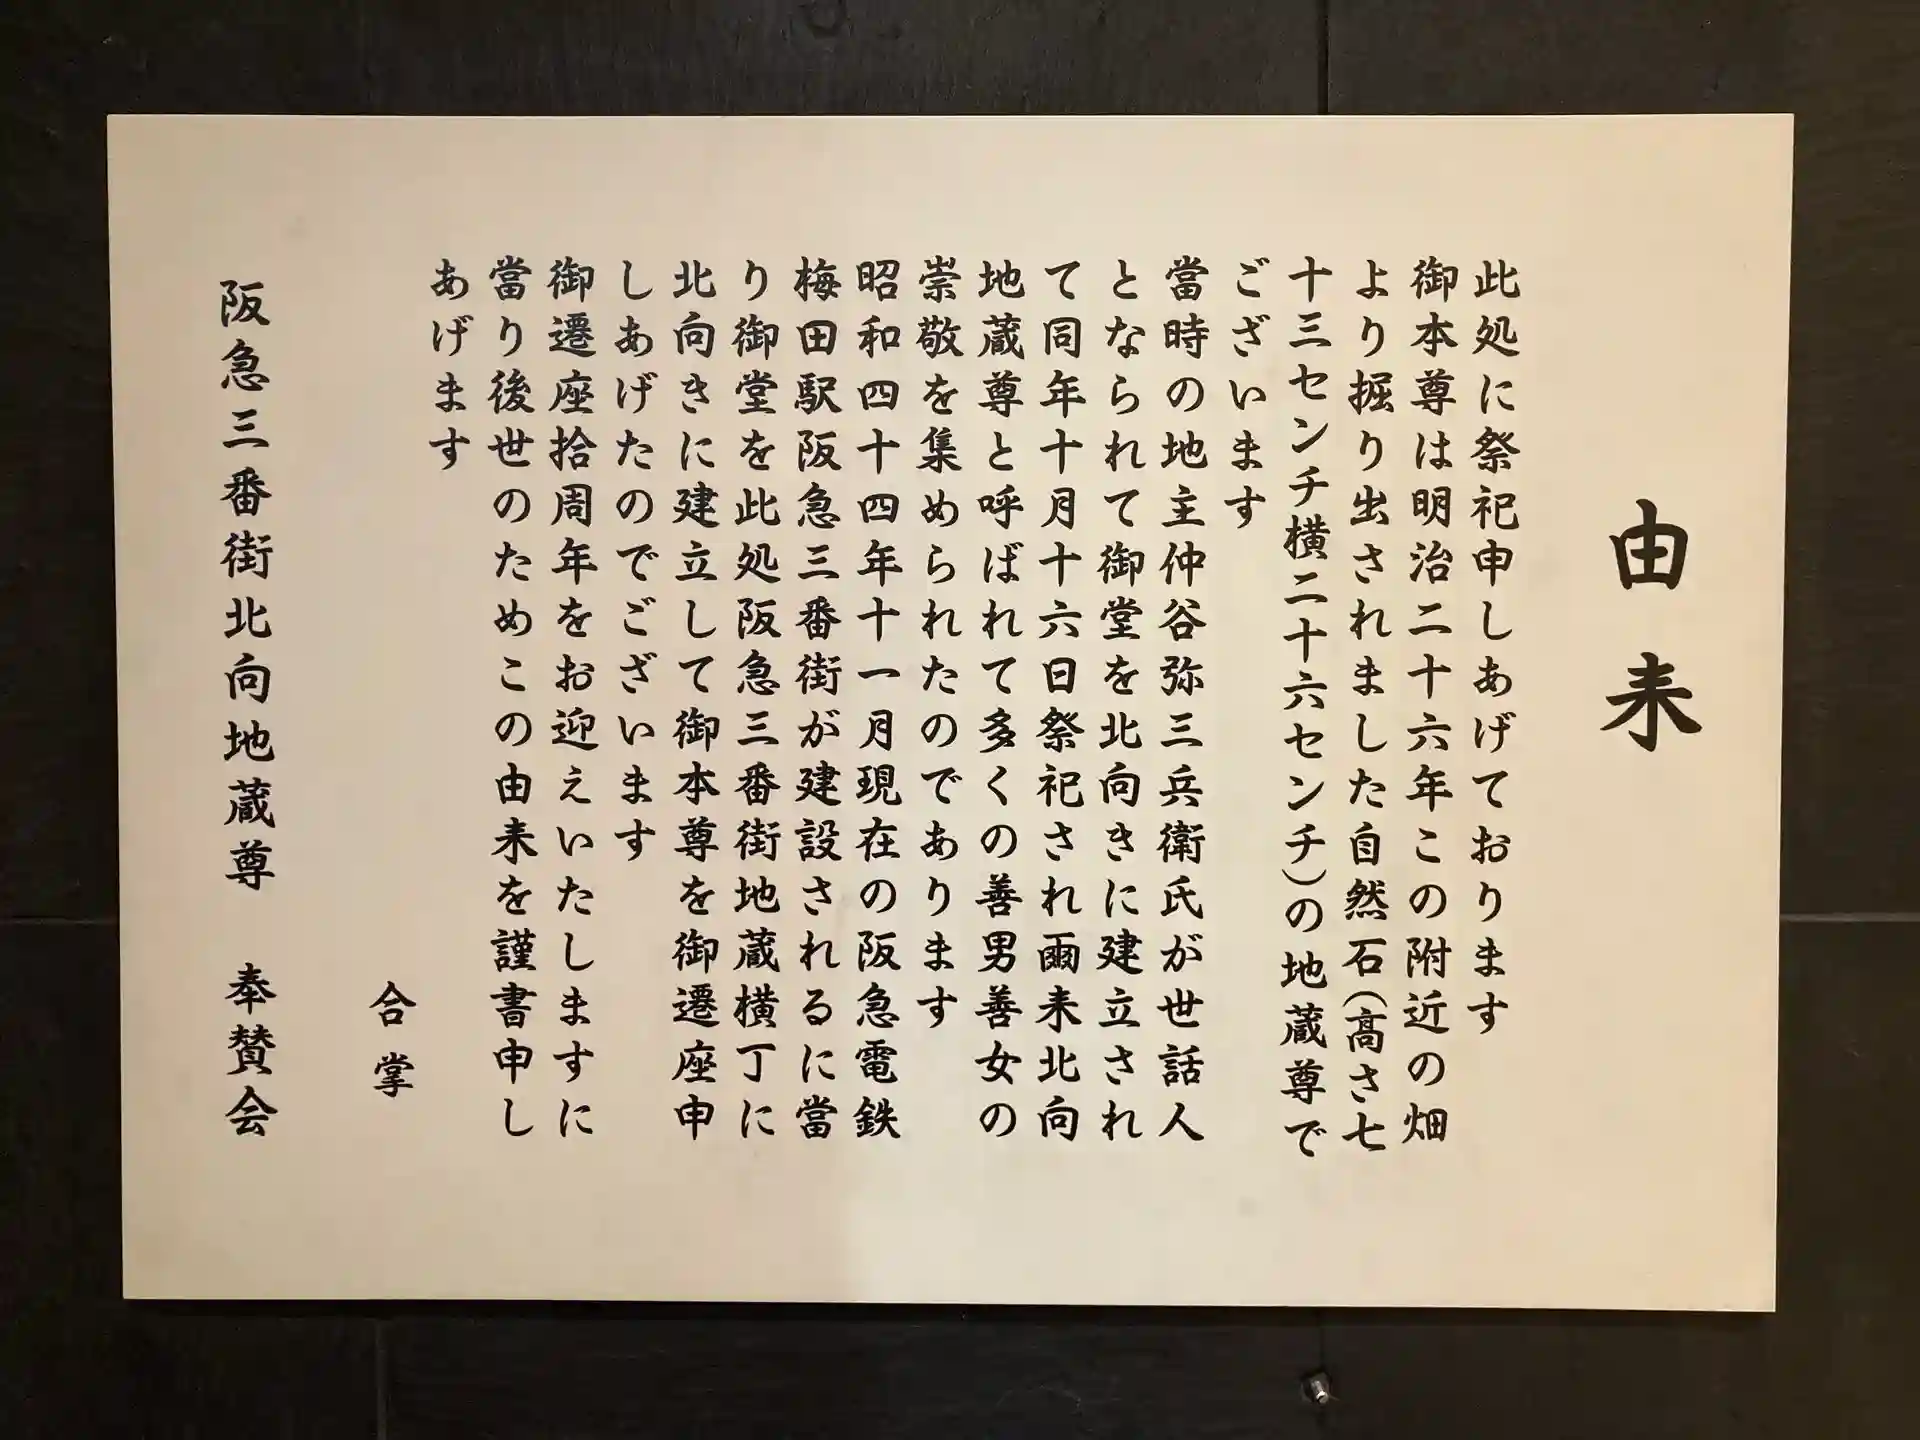 由来
此処に祭祀申しあげております
御本尊は明治二十六年この附近の畑
より掘り出されました自然石(高さ七
十三センチ横二十六センチ)の地蔵尊で
ございます
當時の地主仲谷弥三兵衛氏が世話人
となられて御堂を北向きに建立され
て同年十月十六日祭祀され爾来北向
地蔵尊と呼ばれて多くの善男善女の
崇敬を集められたのであります
昭和四十四年十一月現在の阪急電鉄
梅田駅阪急三番街が建設されるに當
り御堂を此処阪急三番街地蔵横丁に
北向きに建立して御本尊を御遷座申
しあげたのでございます
御遷座拾周年をお迎えいたしますに
當り後世のためこの由来を謹書申し
あげます
合掌
阪急三番街北向地蔵尊 奉賛会